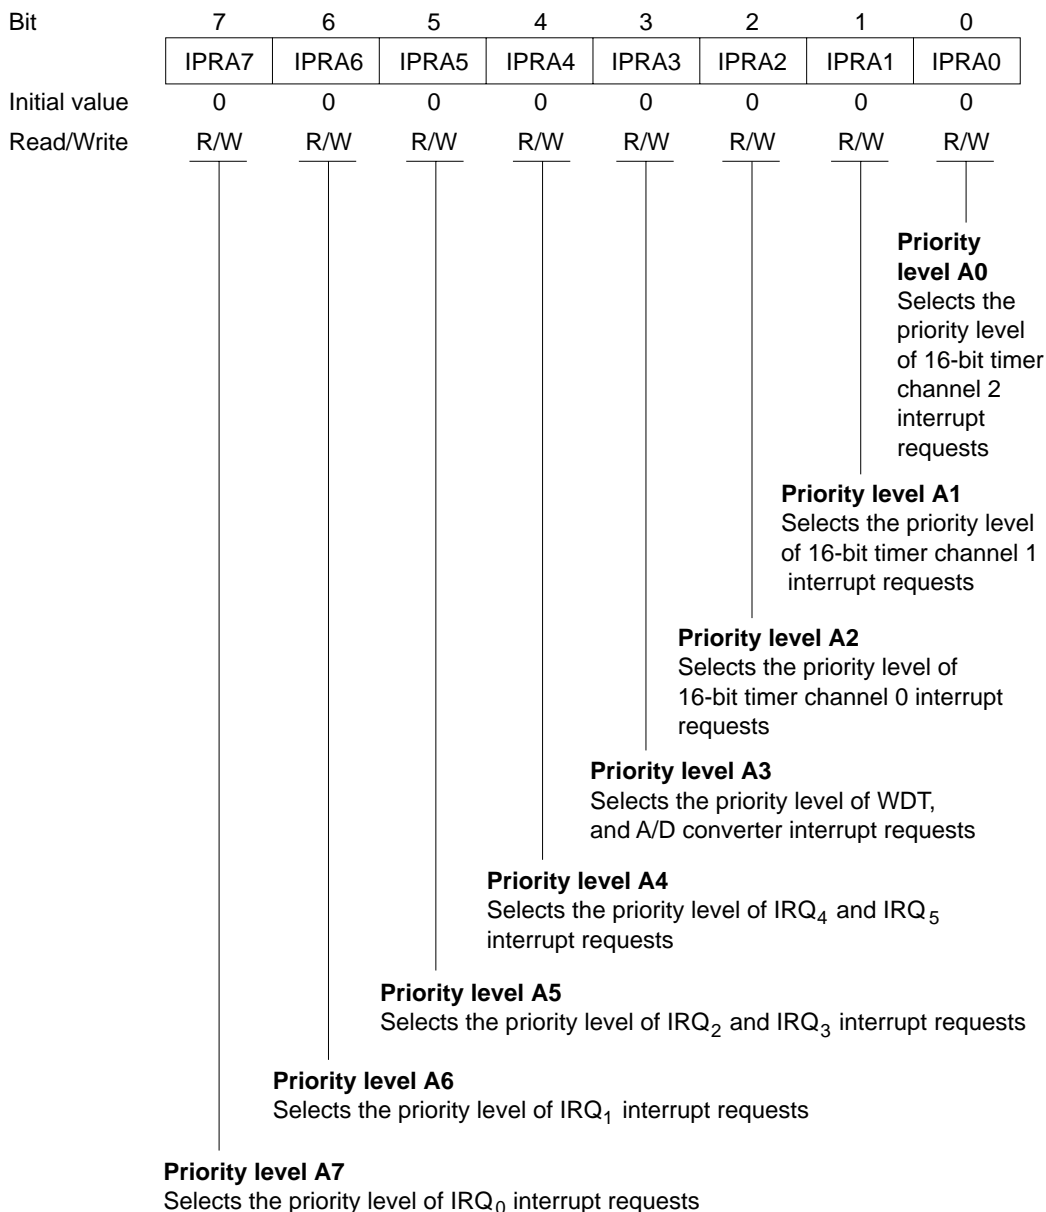 Bit 7 6 5 4 3 2 1 0
IPRA7 IPRA6 IPRA5 IPRA4 IPRA3 IPRA2 IPRA1 IPRA0
Initial value 0 0 0 0 0 0 0 0
Read/Write R/W R/W R/W R/W R/W R/W R/W R/W
Priority
level A0
Selects the
priority level
of 16-bit timer
channel 2
interrupt
requests
Priority level A1
Selects the priority level
of 16-bit timer channel 1
interrupt requests
Priority level A2
Selects the priority level of
16-bit timer channel 0 interrupt
requests
Priority level A3
Selects the priority level of WDT,
and A/D converter interrupt requests
Priority level A4
Selects the priority level of IRQ4 and IRQ5
interrupt requests
Priority level A5
Selects the priority level of IRQ2 and IRQ3 interrupt requests
Priority level A6
Selects the priority level of IRQ1 interrupt requests
Priority level A7
Selects the priority level of IRQ0 interrupt requests